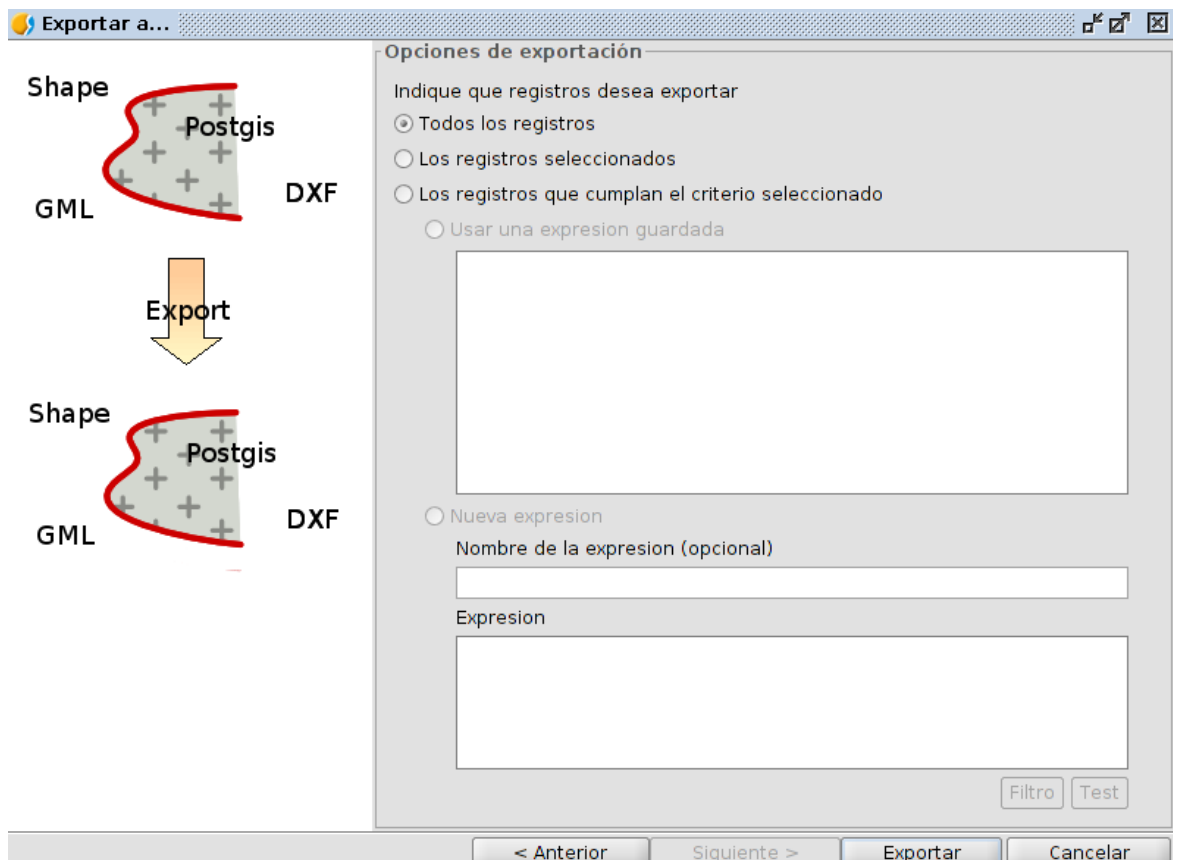 Exportar a...
Shape
Postgis
GML
DXF
Export
Shape
Postgis
GML
DXF
Opciones de exportación
Indique que registros desea exportar
Todos los registros
Los registros seleccionados
Los registros que cumplan el criterio seleccionado
Usar una expresion guardada
Nueva expresion
Nombre de la expresion (opcional)
Expresion
Filtro Test
< Anterior Siguiente > Exportar Cancelar